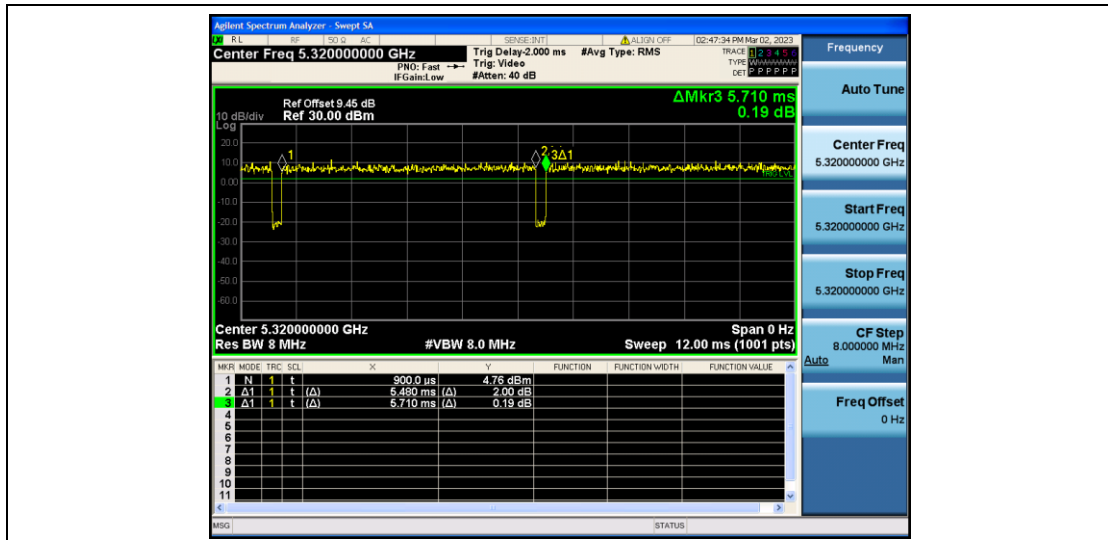 Agilent Spectrum Analyzer - Swept SA
RL RF 50 Ω AC SENSE:INT ALIGN OFF 02:47:34 PM Mar 02, 2023
Center Freq 5.320000000 GHz
PNO: Fast
IFGain:Low
Trig Delay-2.000 ms
Trig: Video
#Atten: 40 dB
#Avg Type: RMS
TRACE 1 2 3 4 5 6
TYPE WWWWWW
DET P P P P P P
ΔMkr3 5.710 ms
0.19 dB
Ref Offset 9.45 dB
10 dB/div Ref 30.00 dBm
Log
20.0
10.0
0.00
-10.0
-20.0
-30.0
-40.0
-50.0
-60.0
1
2 3Δ1
TRIG LVL
Center 5.320000000 GHz Span 0 Hz
Res BW 8 MHz #VBW 8.0 MHz Sweep 12.00 ms (1001 pts)
MKR MODE TRC SCL X Y FUNCTION FUNCTION WIDTH FUNCTION VALUE
1 N 1 t 900.0 µs 4.76 dBm
2 Δ1 1 t (Δ) 5.480 ms (Δ) 2.00 dB
3 Δ1 1 t (Δ) 5.710 ms (Δ) 0.19 dB
4
5
6
7
8
9
10
11
MSG STATUS
Frequency
Auto Tune
Center Freq
5.320000000 GHz
Start Freq
5.320000000 GHz
Stop Freq
5.320000000 GHz
CF Step
8.000000 MHz
Auto Man
Freq Offset
0 Hz